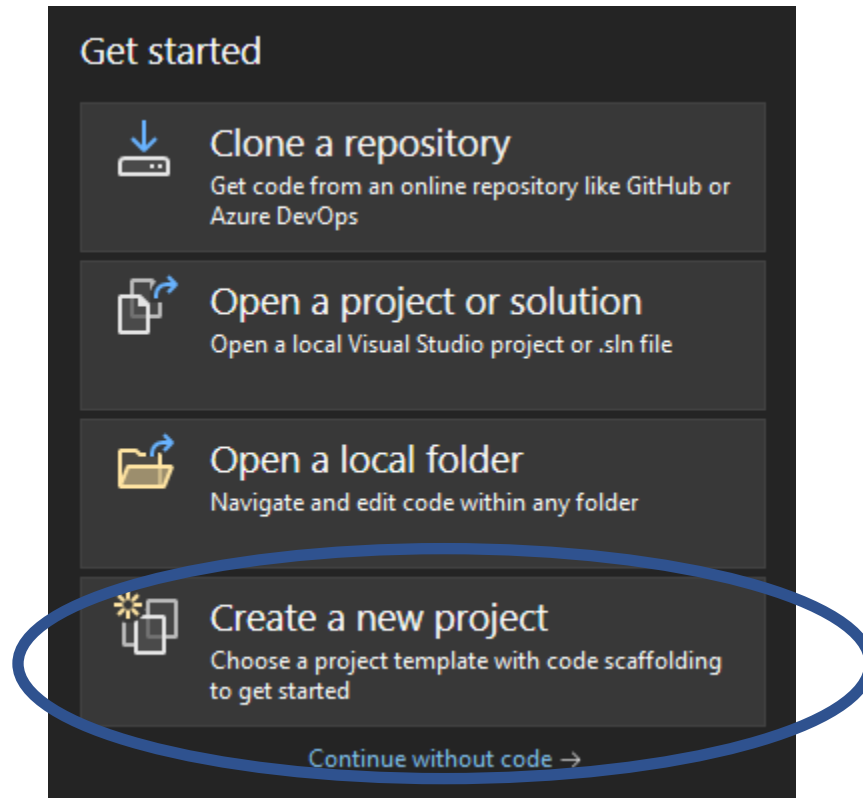 Get started
Clone a repository
Get code from an online repository like GitHub or
Azure DevOps
Open a project or solution
Open a local Visual Studio project or .sln file
Open a local folder
Navigate and edit code within any folder
Create a new project
Choose a project template with code scaffolding
to get started
Continue without code →